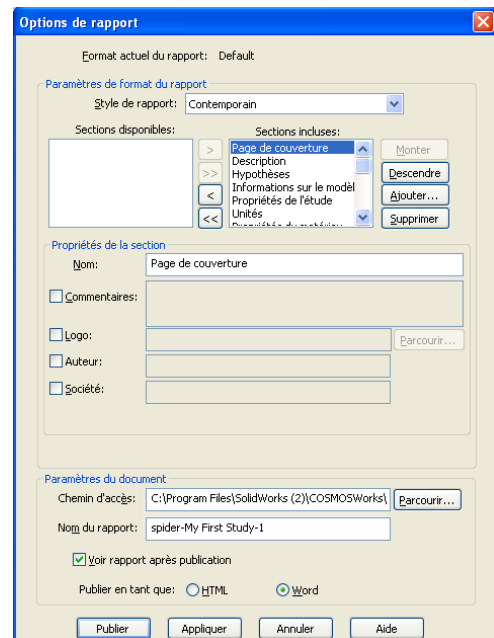 Options de rapport
Format actuel du rapport: Default
Paramètres de format du rapport
Style de rapport: Contemporain
Sections disponibles: Sections incluses:
> Page de couverture Monter
Description
>> Hypothèses Descendre
Informations sur le modèl
< Propriétés de l'étude Ajouter...
<< Unités Supprimer
Propriétés du matériau
Propriétés de la section
Nom: Page de couverture
Commentaires:
Logo: Parcourir...
Auteur:
Société:
Paramètres du document
Chemin d'accès: C:\Program Files\SolidWorks (2)\COSMOSWorks\ Parcourir...
Nom du rapport: spider-My First Study-1
Voir rapport après publication
Publier en tant que: HTML Word
Publier Appliquer Annuler Aide